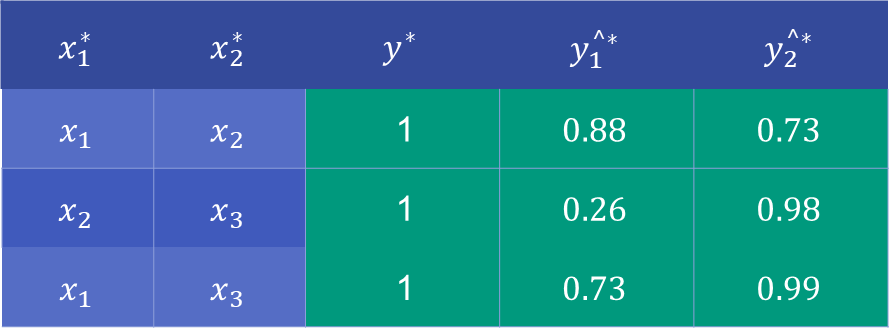 x₁* x₂* y* y₁^* y₂^*
x₁ x₂ 1 0.88 0.73
x₂ x₃ 1 0.26 0.98
x₁ x₃ 1 0.73 0.99